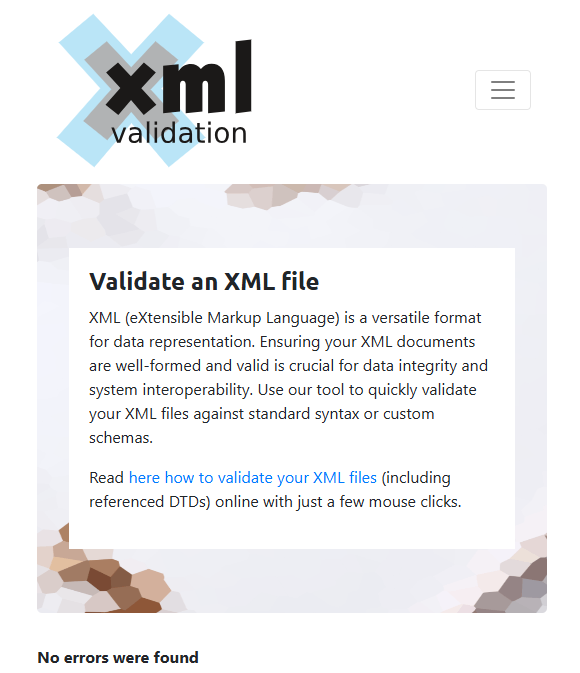 xml
validation
Validate an XML file
XML (eXtensible Markup Language) is a versatile format
for data representation. Ensuring your XML documents
are well-formed and valid is crucial for data integrity and
system interoperability. Use our tool to quickly validate
your XML files against standard syntax or custom
schemas.
Read here how to validate your XML files (including
referenced DTDs) online with just a few mouse clicks.
No errors were found